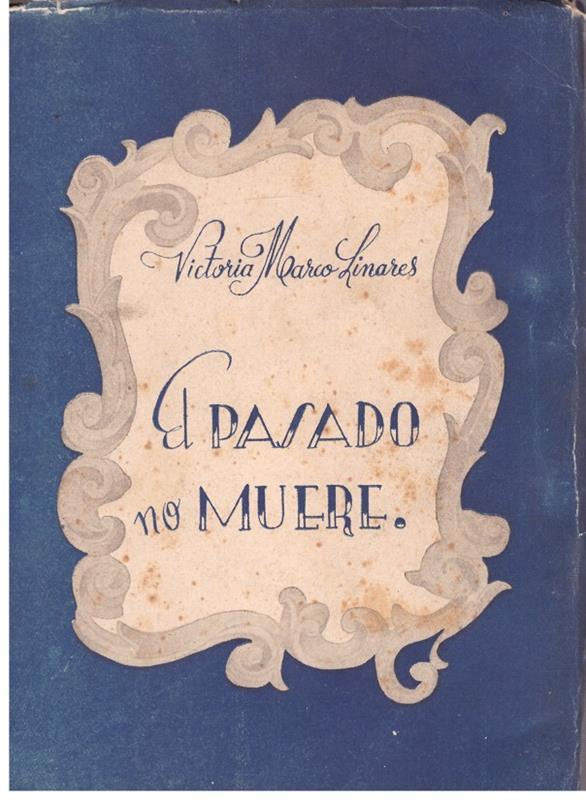 Victoria Marco Linares
El PASADO
no MUERE.